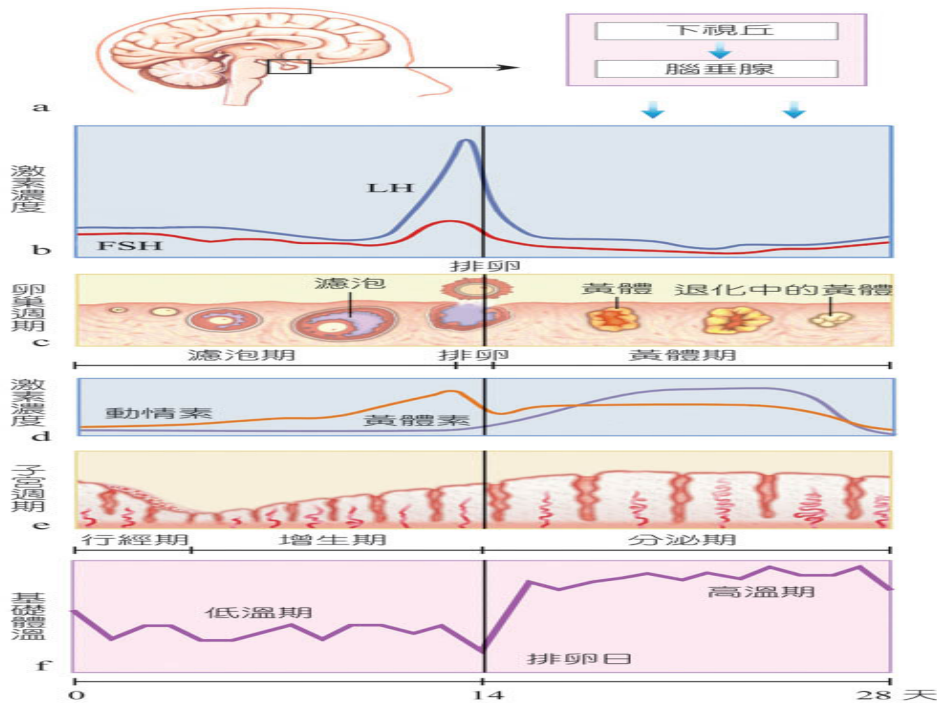 下視丘
腦垂腺
a
激素濃度
LH
FSH
b
排卵
卵巢週期
濾泡
黃體
退化中的黃體
c
濾泡期
排卵
黃體期
激素濃度
動情素
黃體素
d
子宮週期
e
行經期
增生期
分泌期
基礎體溫
低溫期
高溫期
排卵日
f
0
14
28 天